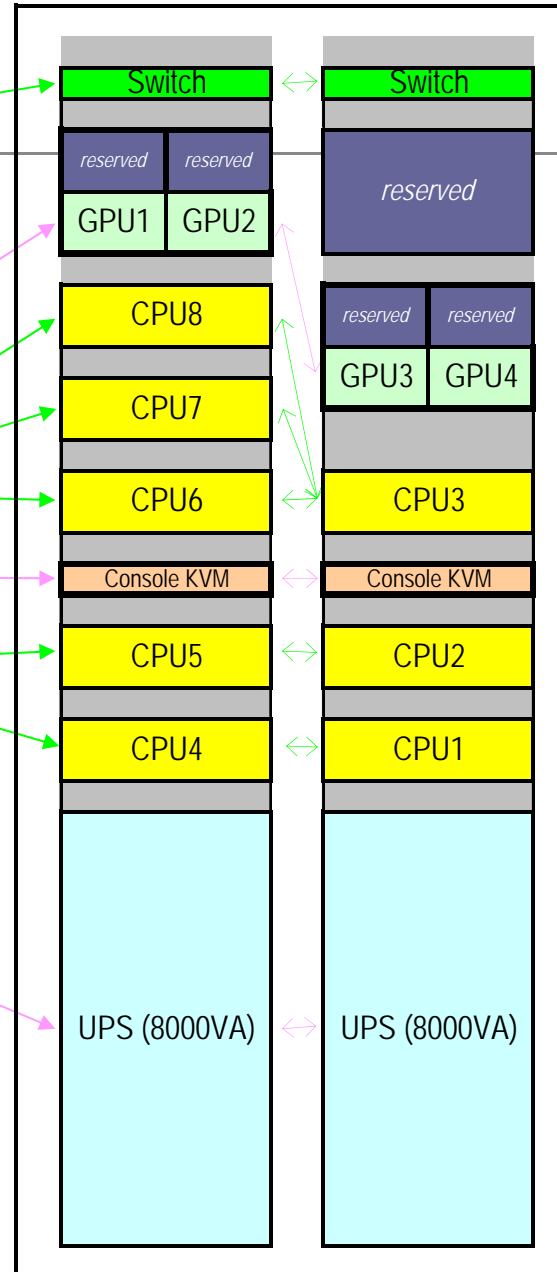 Switch
Switch
reserved
reserved
reserved
GPU1
GPU2
CPU8
reserved
reserved
GPU3
GPU4
CPU7
CPU6
CPU3
Console KVM
Console KVM
CPU5
CPU2
CPU4
CPU1
UPS (8000VA)
UPS (8000VA)